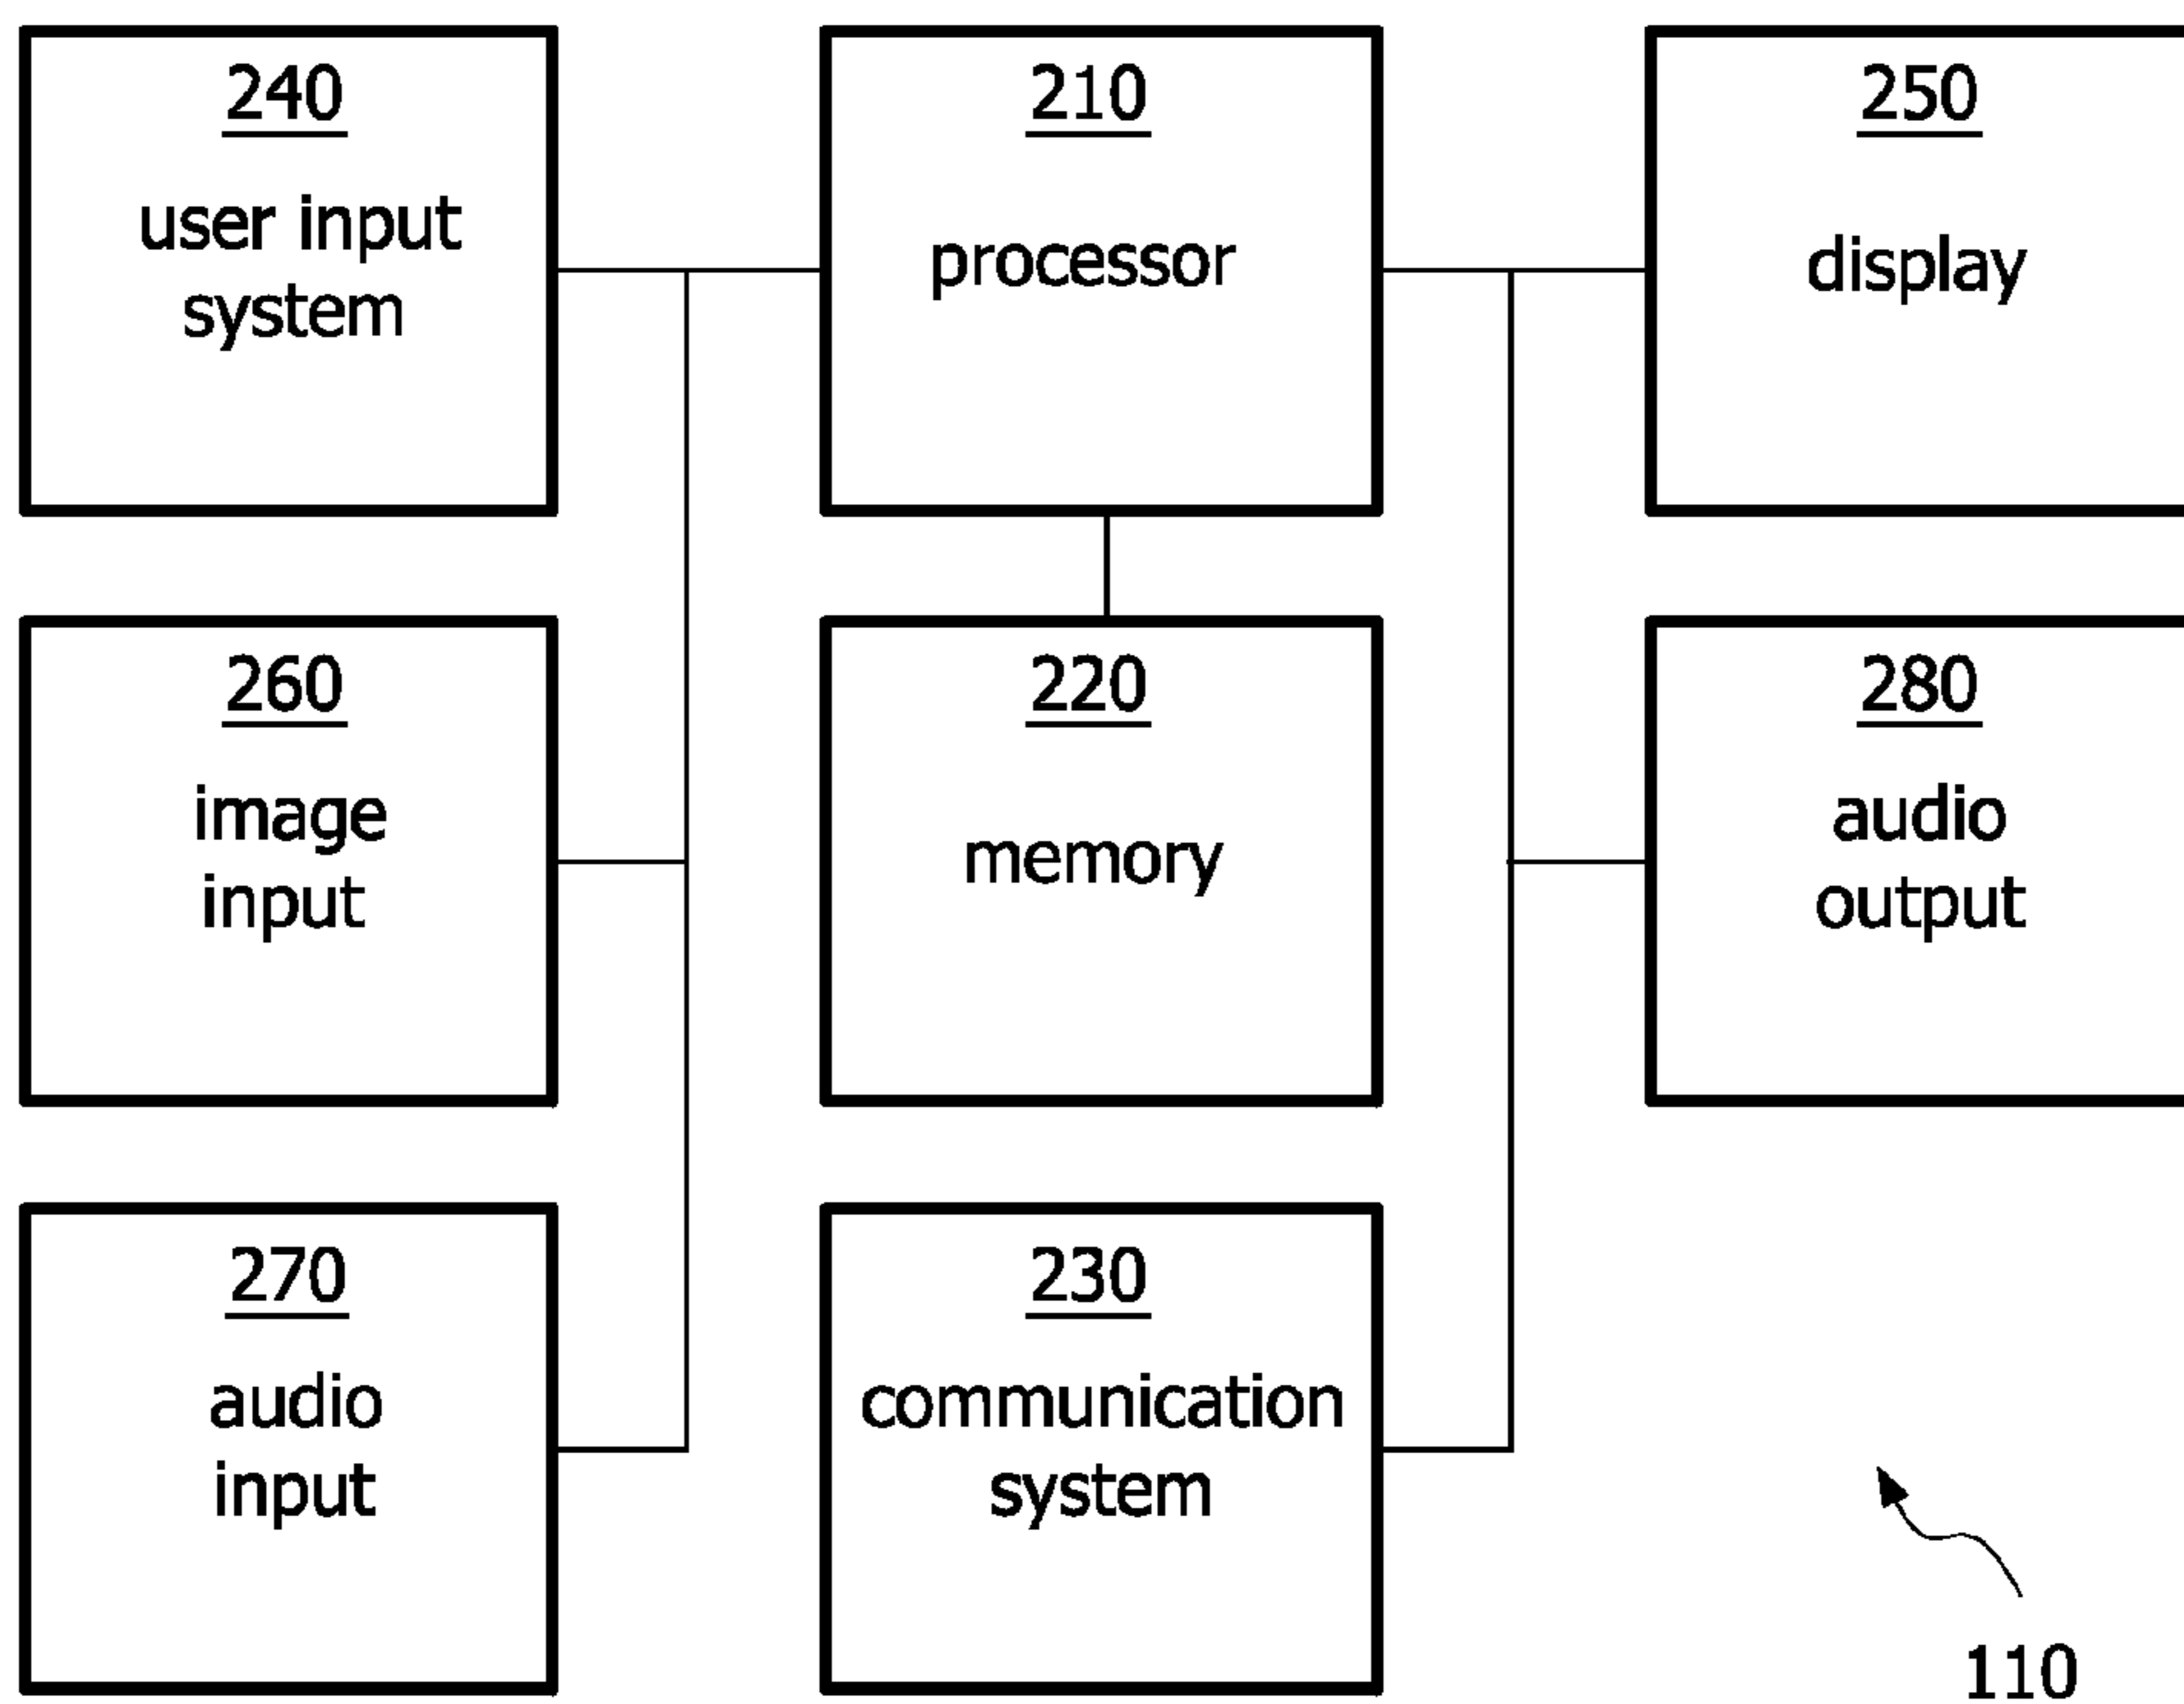 240
user input
system
210
processor
250
display
260
image
input
220
memory
280
audio
output
270
audio
input
230
communication
system
110